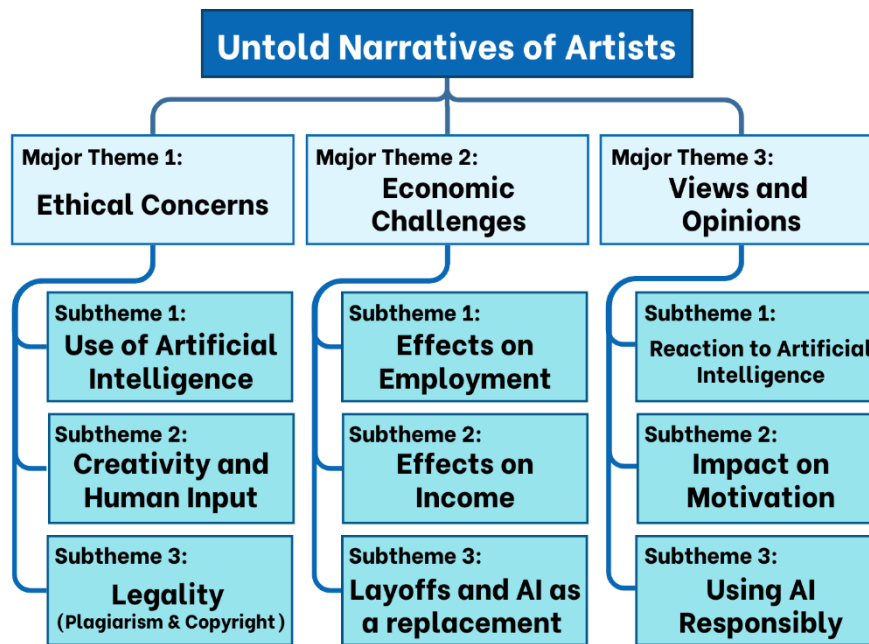 Untold Narratives of Artists
Major Theme 1:
Ethical Concerns
Major Theme 2:
Economic
Challenges
Major Theme 3:
Views and
Opinions
Subtheme 1:
Use of Artificial
Intelligence
Subtheme 2:
Creativity and
Human Input
Subtheme 3:
Legality
(Plagiarism & Copyright)
Subtheme 1:
Effects on
Employment
Subtheme 2:
Effects on
Income
Subtheme 3:
Layoffs and AI as
a replacement
Subtheme 1:
Reaction to Artificial
Intelligence
Subtheme 2:
Impact on
Motivation
Subtheme 3:
Using AI
Responsibly